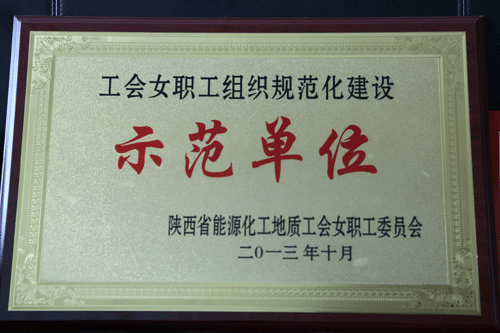 工会女职工组织规范化建设
示范单位
陕西省能源化工地质工会女职工委员会
二〇一三年十月